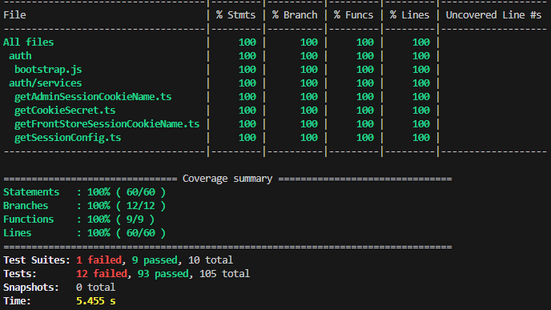 File | % Stmts | % Branch | % Funcs | % Lines | Uncovered Line #s
All files | 100 | 100 | 100 | 100 |
auth | 100 | 100 | 100 | 100 |
bootstrap.js | 100 | 100 | 100 | 100 |
auth/services | 100 | 100 | 100 | 100 |
getAdminSessionCookieName.ts | 100 | 100 | 100 | 100 |
getCookieSecret.ts | 100 | 100 | 100 | 100 |
getFrontStoreSessionCookieName.ts | 100 | 100 | 100 | 100 |
getSessionConfig.ts | 100 | 100 | 100 | 100 |
=============================== Coverage summary ===============================
Statements : 100% ( 60/60 )
Branches : 100% ( 12/12 )
Functions : 100% ( 9/9 )
Lines : 100% ( 60/60 )
================================================================================
Test Suites: 1 failed, 9 passed, 10 total
Tests: 12 failed, 93 passed, 105 total
Snapshots: 0 total
Time: 5.455 s